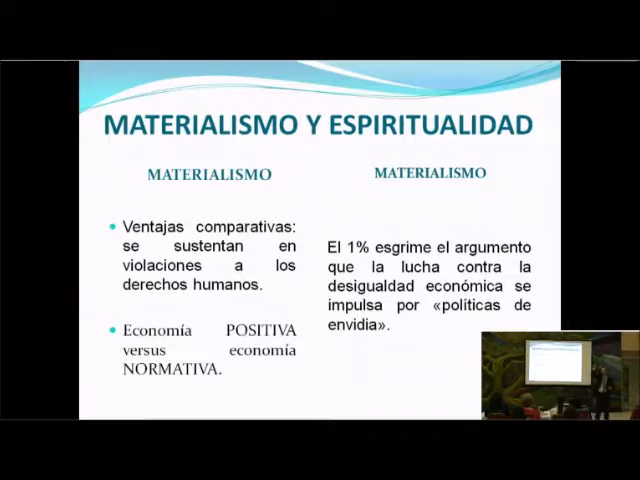 MATERIALISMO Y ESPIRITUALIDAD
MATERIALISMO
Ventajas comparativas:
se sustentan en
violaciones a los
derechos humanos.
Economía POSITIVA
versus economía
NORMATIVA.
MATERIALISMO
El 1% esgrime el argumento
que la lucha contra la
desigualdad económica se
impulsa por «políticas de
envidia».